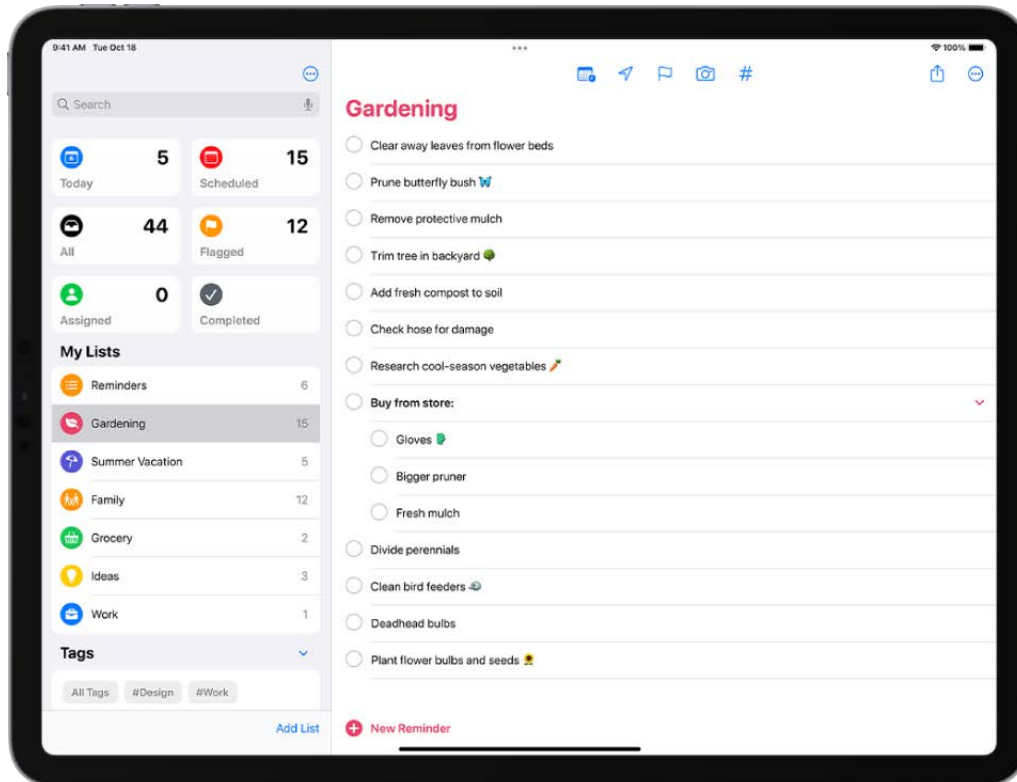 9:41 AM Tue Oct 18
100%
Search
5
Today
15
Scheduled
44
All
12
Flagged
0
Assigned
Completed
My Lists
Reminders 6
Gardening 15
Summer Vacation 5
Family 12
Grocery 2
Ideas 3
Work 1
Tags
All Tags #Design #Work
Add List
Gardening
Clear away leaves from flower beds
Prune butterfly bush 🦋
Remove protective mulch
Trim tree in backyard 🌳
Add fresh compost to soil
Check hose for damage
Research cool-season vegetables 🥕
Buy from store:
Gloves 🧤
Bigger pruner
Fresh mulch
Divide perennials
Clean bird feeders 🐦
Deadhead bulbs
Plant flower bulbs and seeds 🌻
New Reminder